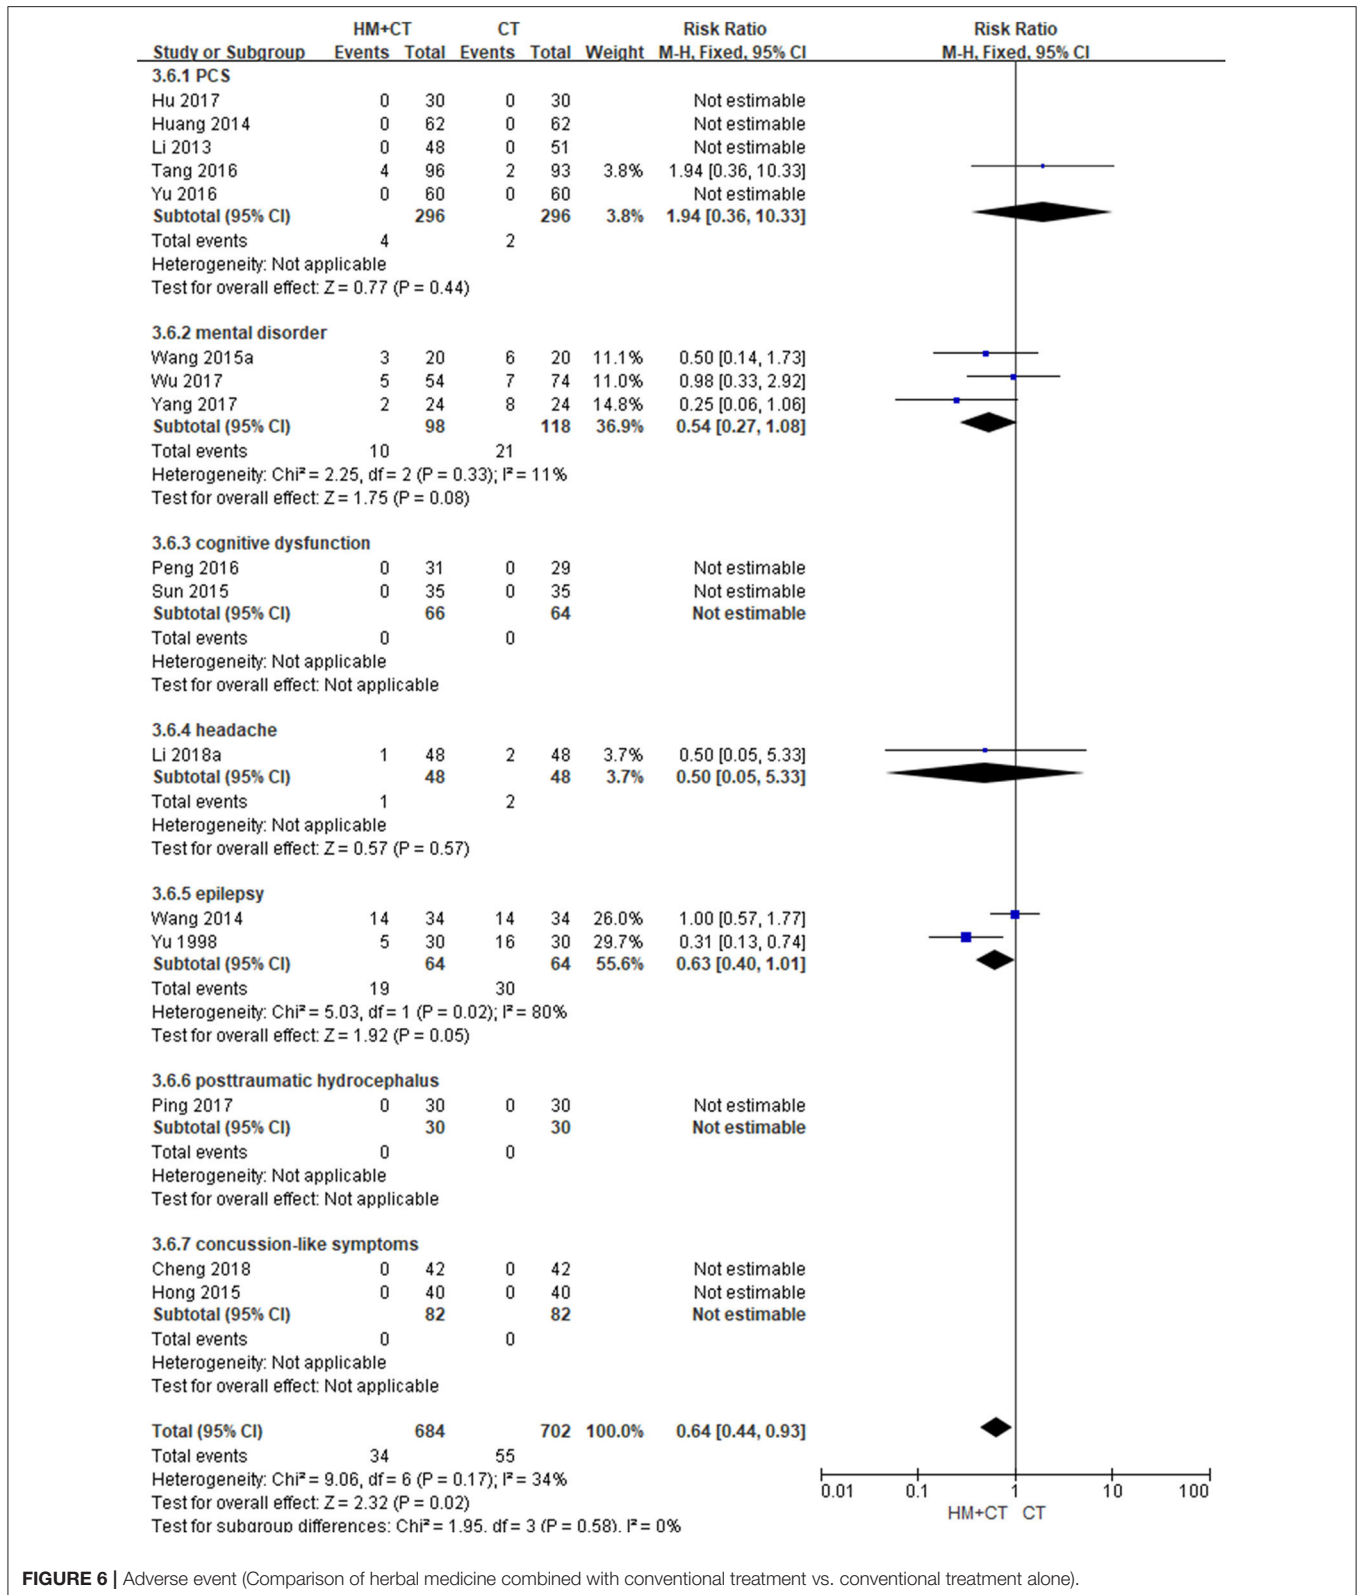 HM+CT CT Risk Ratio Risk Ratio
Study or Subgroup Events Total Events Total Weight M-H, Fixed, 95% CI M-H, Fixed, 95% CI
3.6.1 PCS
Hu 2017 0 30 0 30 Not estimable
Huang 2014 0 62 0 62 Not estimable
Li 2013 0 48 0 51 Not estimable
Tang 2016 4 96 2 93 3.8% 1.94 [0.36, 10.33]
Yu 2016 0 60 0 60 Not estimable
Subtotal (95% CI) 296 296 3.8% 1.94 [0.36, 10.33]
Total events 4 2
Heterogeneity: Not applicable
Test for overall effect: Z = 0.77 (P = 0.44)
3.6.2 mental disorder
Wang 2015a 3 20 6 20 11.1% 0.50 [0.14, 1.73]
Wu 2017 5 54 7 74 11.0% 0.98 [0.33, 2.92]
Yang 2017 2 24 8 24 14.8% 0.25 [0.06, 1.06]
Subtotal (95% CI) 98 118 36.9% 0.54 [0.27, 1.08]
Total events 10 21
Heterogeneity: Chi² = 2.25, df = 2 (P = 0.33); I² = 11%
Test for overall effect: Z = 1.75 (P = 0.08)
3.6.3 cognitive dysfunction
Peng 2016 0 31 0 29 Not estimable
Sun 2015 0 35 0 35 Not estimable
Subtotal (95% CI) 66 64 Not estimable
Total events 0 0
Heterogeneity: Not applicable
Test for overall effect: Not applicable
3.6.4 headache
Li 2018a 1 48 2 48 3.7% 0.50 [0.05, 5.33]
Subtotal (95% CI) 48 48 3.7% 0.50 [0.05, 5.33]
Total events 1 2
Heterogeneity: Not applicable
Test for overall effect: Z = 0.57 (P = 0.57)
3.6.5 epilepsy
Wang 2014 14 34 14 34 26.0% 1.00 [0.57, 1.77]
Yu 1998 5 30 16 30 29.7% 0.31 [0.13, 0.74]
Subtotal (95% CI) 64 64 55.6% 0.63 [0.40, 1.01]
Total events 19 30
Heterogeneity: Chi² = 5.03, df = 1 (P = 0.02); I² = 80%
Test for overall effect: Z = 1.92 (P = 0.05)
3.6.6 posttraumatic hydrocephalus
Ping 2017 0 30 0 30 Not estimable
Subtotal (95% CI) 30 30 Not estimable
Total events 0 0
Heterogeneity: Not applicable
Test for overall effect: Not applicable
3.6.7 concussion-like symptoms
Cheng 2018 0 42 0 42 Not estimable
Hong 2015 0 40 0 40 Not estimable
Subtotal (95% CI) 82 82 Not estimable
Total events 0 0
Heterogeneity: Not applicable
Test for overall effect: Not applicable
Total (95% CI) 684 702 100.0% 0.64 [0.44, 0.93]
Total events 34 55
Heterogeneity: Chi² = 9.06, df = 6 (P = 0.17); I² = 34%
Test for overall effect: Z = 2.32 (P = 0.02)
Test for subgroup differences: Chi² = 1.95, df = 3 (P = 0.58), I² = 0%
0.01 0.1 1 10 100
HM+CT CT
FIGURE 6 | Adverse event (Comparison of herbal medicine combined with conventional treatment vs. conventional treatment alone).